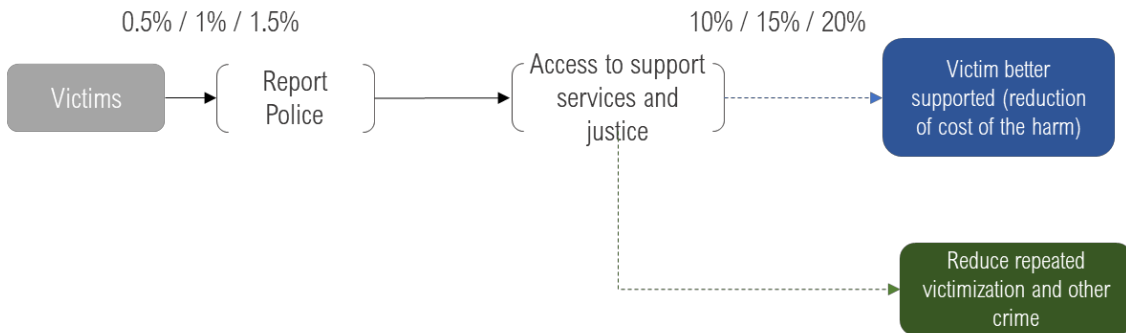 0.5% / 1% / 1.5%
10% / 15% / 20%
Victims
Report
Police
Access to support
services and
justice
Victim better
supported (reduction
of cost of the harm)
Reduce repeated
victimization and other
crime